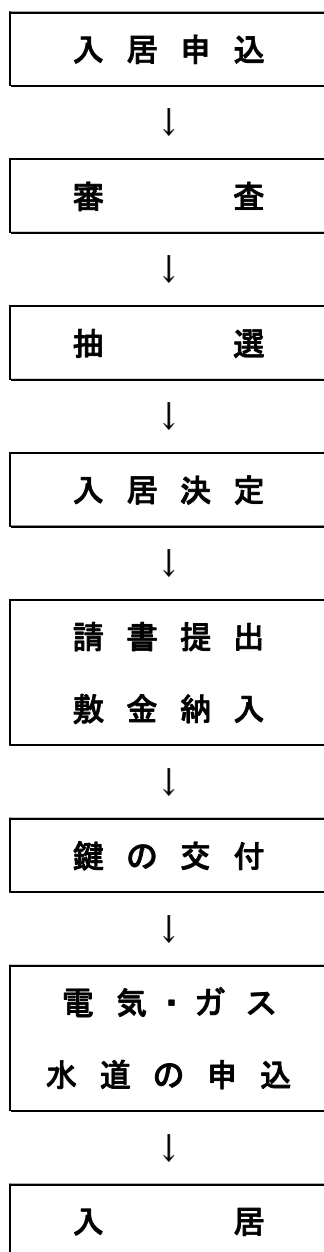 入居申込
↓
審査
↓
抽選
↓
入居決定
↓
請書提出
敷金納入
↓
鍵の交付
↓
電気・ガス
水道の申込
↓
入居